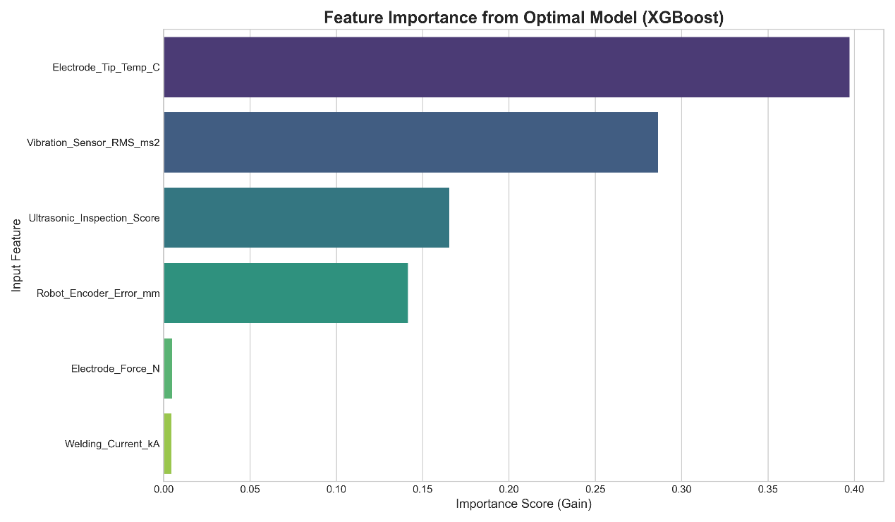 Feature Importance from Optimal Model (XGBoost)
Input Feature
Electrode_Tip_Temp_C
Vibration_Sensor_RMS_ms2
Ultrasonic_Inspection_Score
Robot_Encoder_Error_mm
Electrode_Force_N
Welding_Current_kA
0.00 0.05 0.10 0.15 0.20 0.25 0.30 0.35 0.40
Importance Score (Gain)